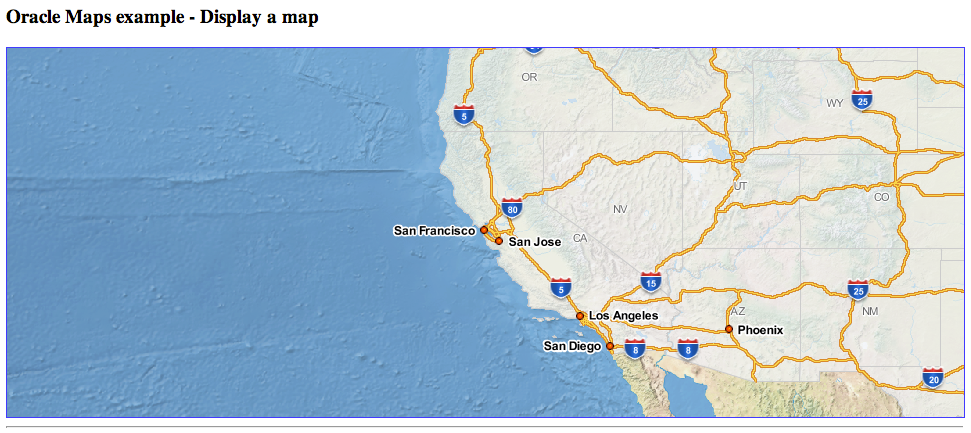 Oracle Maps example - Display a map
OR
5
WY
25
UT
CO
80
NV
San Francisco
CA
San Jose
15
5
25
AZ
NM
Los Angeles
Phoenix
San Diego
8
8
20